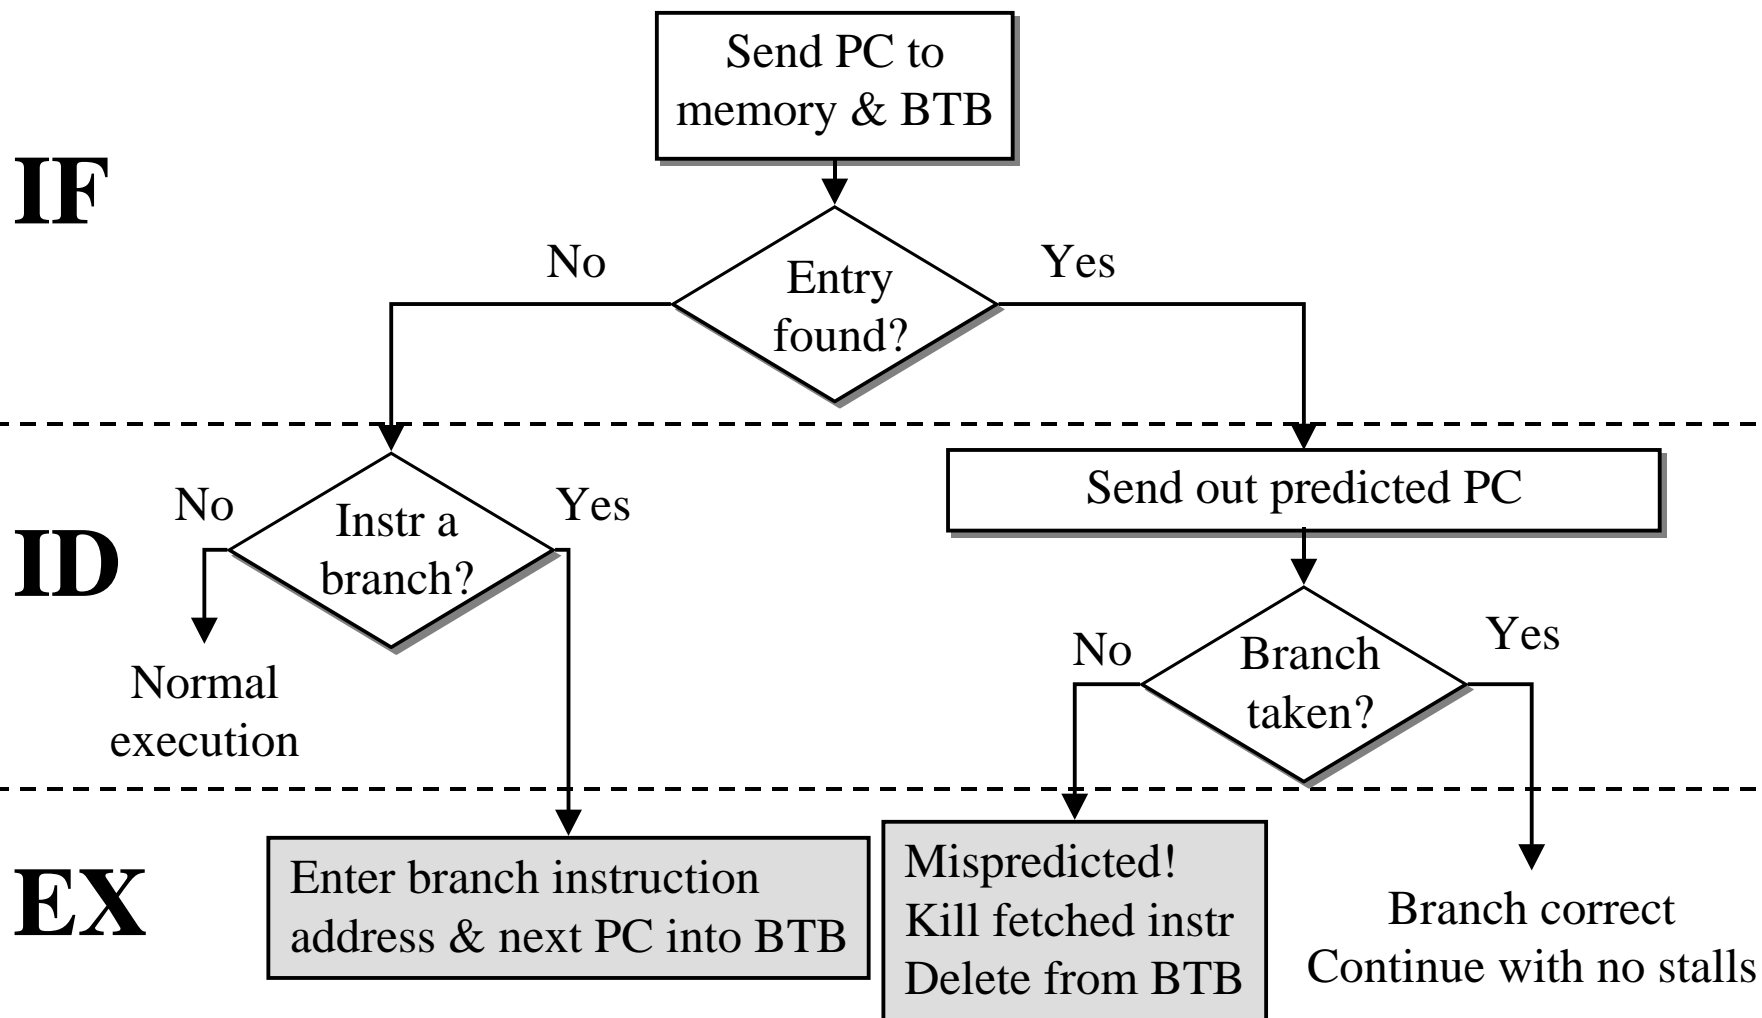 Send PC to
memory & BTB
IF
No
Yes
Entry
found?
No
Yes
Instr a
branch?
Send out predicted PC
ID
No
Yes
Branch
taken?
Normal
execution
EX
Enter branch instruction
address & next PC into BTB
Mispredicted!
Kill fetched instr
Delete from BTB
Branch correct
Continue with no stalls